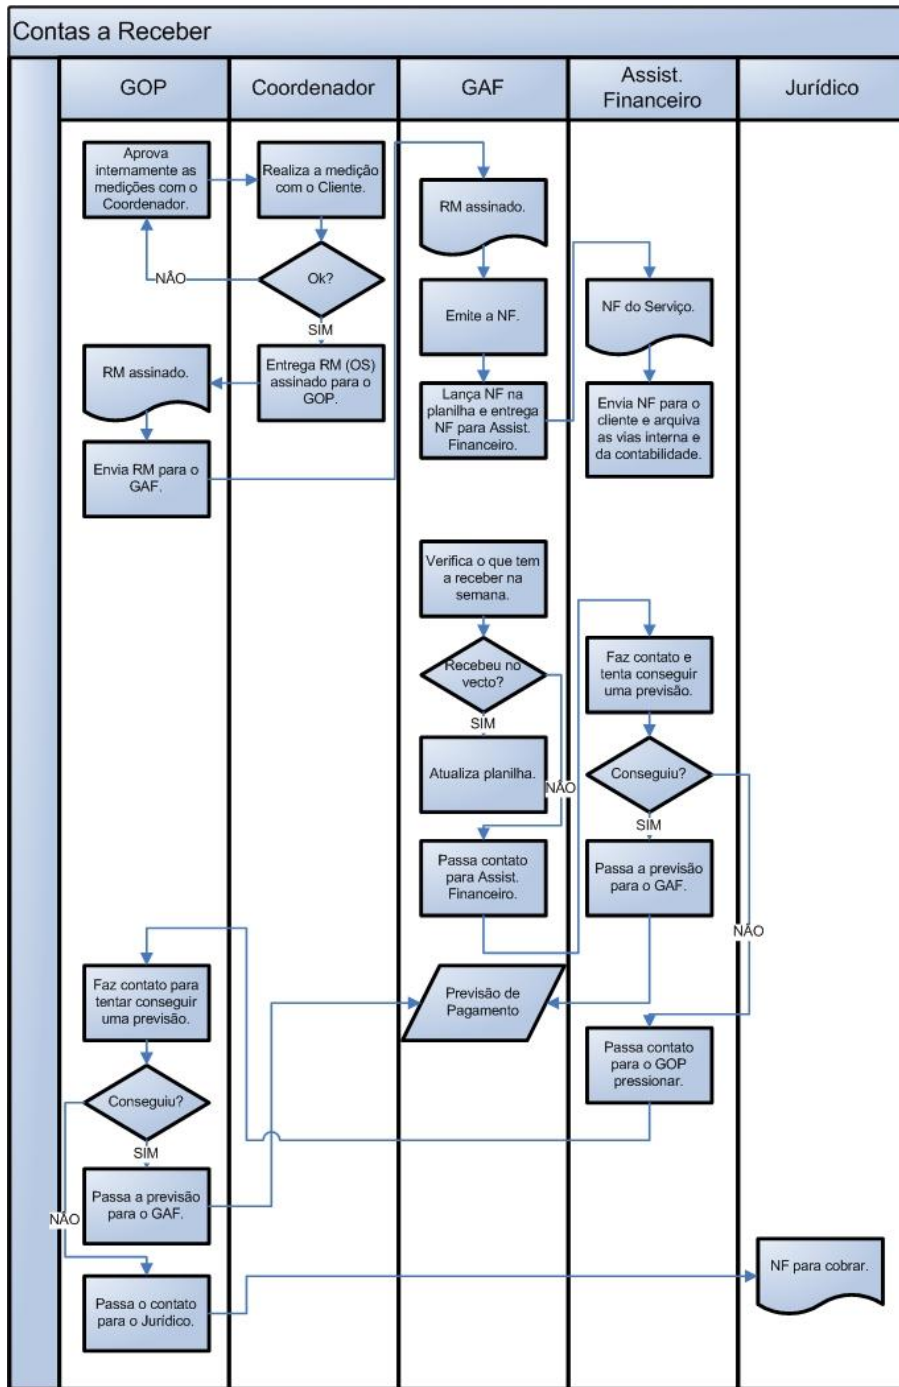 Contas a Receber
GOP
Coordenador
GAF
Assist.
Financeiro
Jurídico
Aprova
internamente as
medições com o
Coordenador.
Realiza a medição
com o Cliente.
Ok?
NÃO
SIM
Entrega RM (OS)
assinado para o
GOP.
RM assinado.
Envia RM para o
GAF.
RM assinado.
Emite a NF.
Lança NF na
planilha e entrega
NF para Assist.
Financeiro.
NF do Serviço.
Envia NF para o
cliente e arquiva
as vias interna e
da contabilidade.
Verifica o que tem
a receber na
semana.
Recebeu no
vecto?
SIM
NÃO
Atualiza planilha.
Passa contato
para Assist.
Financeiro.
Faz contato e
tenta conseguir
uma previsão.
Conseguiu?
SIM
NÃO
Passa a previsão
para o GAF.
Previsão de
Pagamento
Passa contato
para o GOP
pressionar.
Faz contato para
tentar conseguir
uma previsão.
Conseguiu?
SIM
NÃO
Passa a previsão
para o GAF.
Passa o contato
para o Jurídico.
NF para cobrar.